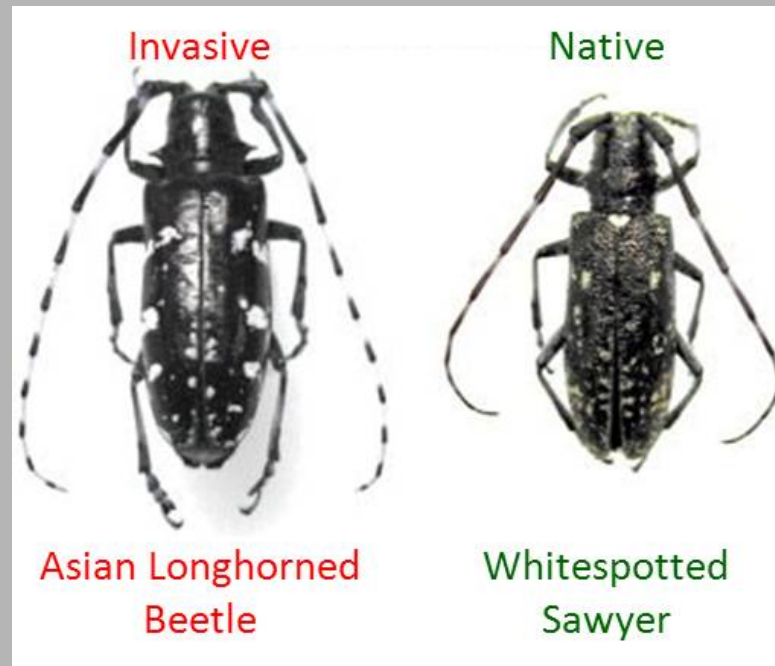 Invasive
Native
Asian Longhorned
Beetle
Whitespotted
Sawyer